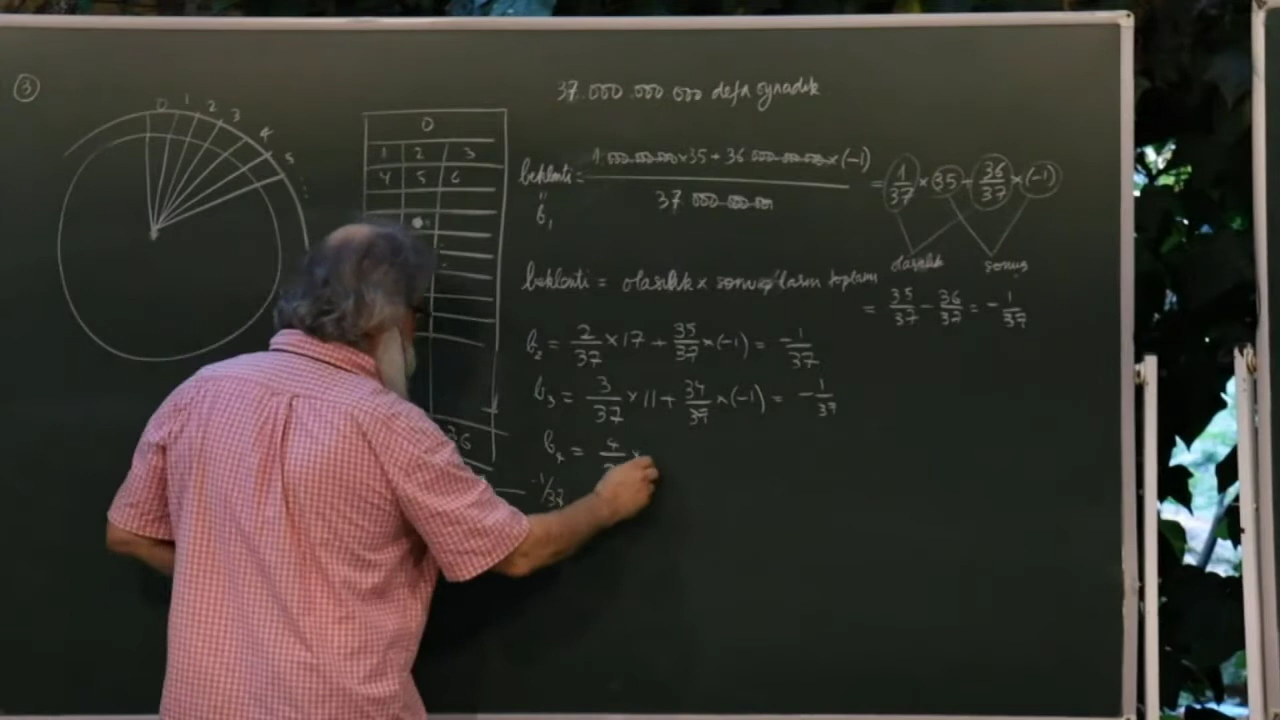 3
0 1 2 3 4 5
0
1 2 3
4 5 6
36
37.000.000.000 defa oynadık
beklenti = 1 000.000.000×35 + 36 000.000.000×(-1) / 37 000.000.000 = 1/37 × 35 + 36/37 × (-1)
"
b₁
olasılık sonuç
beklenti = olasılık × sonuçların toplamı
= 35/37 - 36/37 = -1/37
b₂ = 2/37 × 17 + 35/37 × (-1) = -1/37
b₃ = 3/37 × 11 + 34/37 × (-1) = -1/37
b₄ = 4/ ×
-1/37